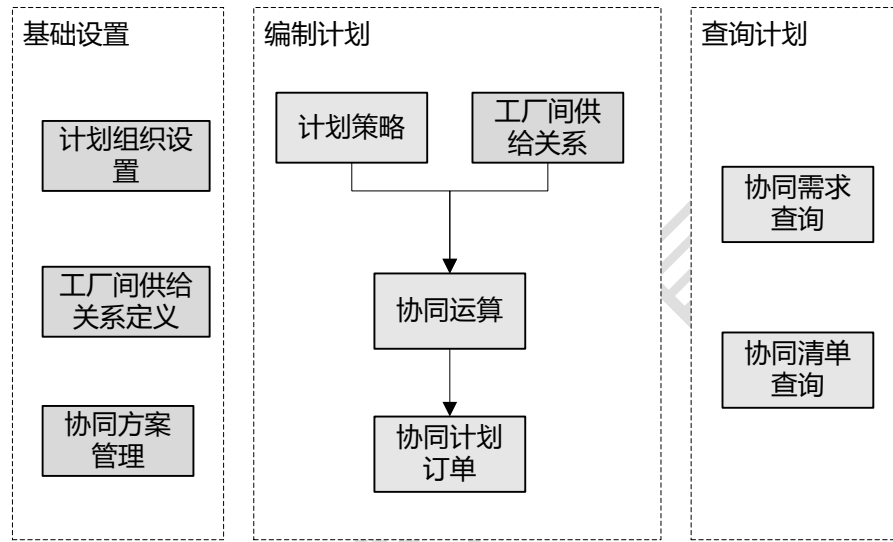 基础设置
计划组织设
置
工厂间供给
关系定义
协同方案
管理
编制计划
计划策略
工厂间供
给关系
协同运算
协同计划
订单
查询计划
协同需求
查询
协同清单
查询